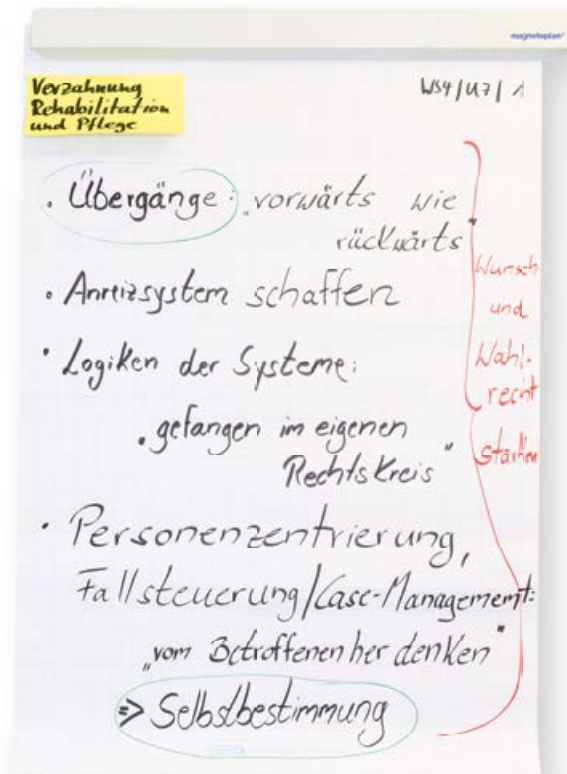 magnetoplan
Verzahnung
Rehabilitation
und Pflege
WS4/U7/1
• Übergänge: „vorwärts wie
rückwärts"
• Anreizsystem schaffen
• Logiken der Systeme:
„gefangen im eigenen
Rechtskreis"
• Personenzentrierung,
Fallsteuerung/Case-Management:
„vom Betroffenen her denken"
=> Selbstbestimmung
Wunsch
und
Wahl-
recht
stärken